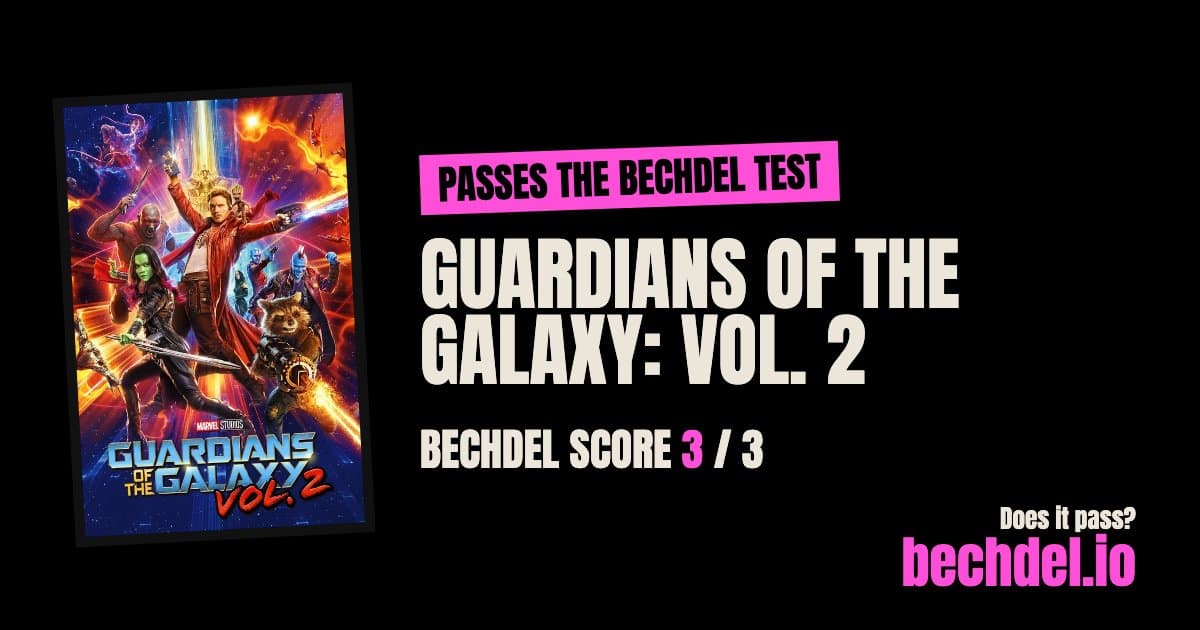 PASSES THE BECHDEL TEST
GUARDIANS OF THE
GALAXY: VOL. 2
BECHDEL SCORE 3 / 3
MARVEL STUDIOS
GUARDIANS
OF THE GALAXY
VOL. 2
Does it pass?
bechdel.io